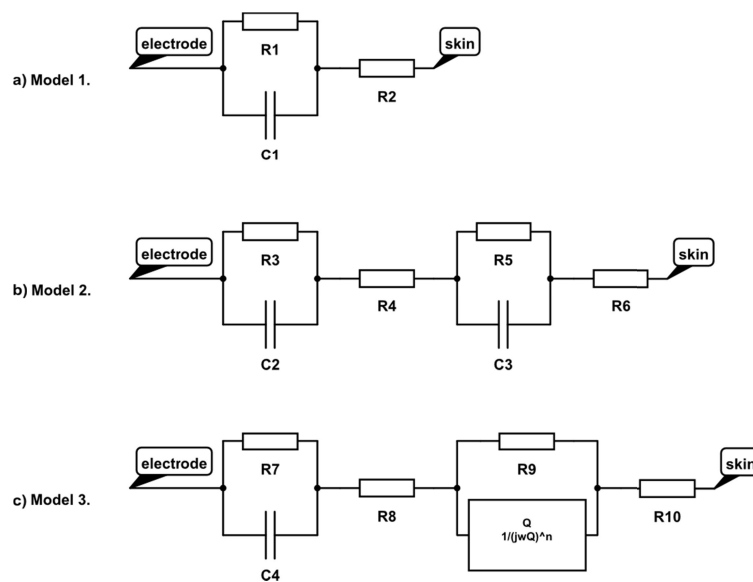 electrode
skin
R1
a) Model 1.
R2
C1
electrode
skin
R3
R5
b) Model 2.
R4
R6
C2
C3
electrode
skin
R7
R9
c) Model 3.
R8
Q
1/(jwQ)^n
R10
C4